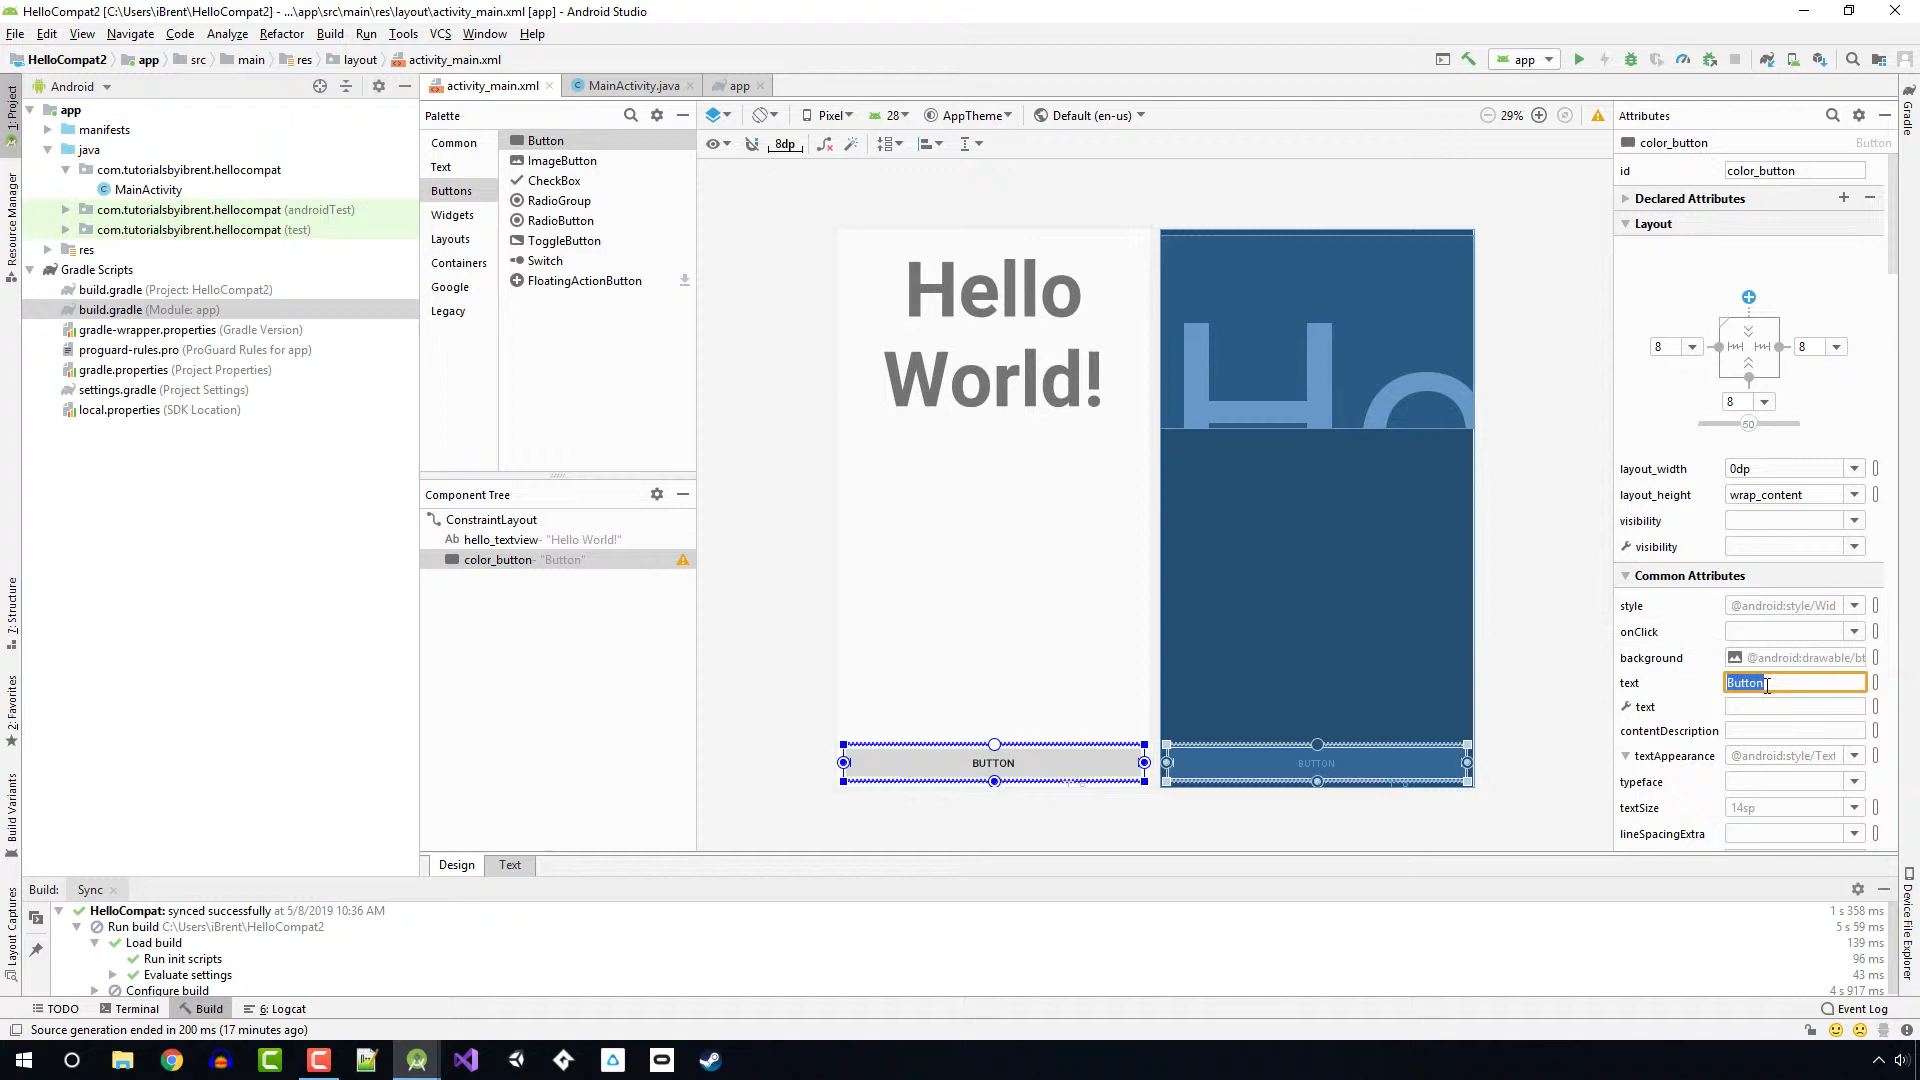 HelloCompat2 [C:\Users\iBrent\HelloCompat2] - ...\app\src\main\res\layout\activity_main.xml [app] - Android Studio
File Edit View Navigate Code Analyze Refactor Build Run Tools VCS Window Help
HelloCompat2 app src main res layout activity_main.xml
app
Android
activity_main.xml MainActivity.java app
1: Project
Resource Manager
7: Structure
2: Favorites
Build Variants
Layout Captures
app
manifests
java
com.tutorialsbyibrent.hellocompat
MainActivity
com.tutorialsbyibrent.hellocompat (androidTest)
com.tutorialsbyibrent.hellocompat (test)
res
Gradle Scripts
build.gradle (Project: HelloCompat2)
build.gradle (Module: app)
gradle-wrapper.properties (Gradle Version)
proguard-rules.pro (ProGuard Rules for app)
gradle.properties (Project Properties)
settings.gradle (Project Settings)
local.properties (SDK Location)
Palette
Common
Text
Buttons
Widgets
Layouts
Containers
Google
Legacy
Button
ImageButton
CheckBox
RadioGroup
RadioButton
ToggleButton
Switch
FloatingActionButton
Component Tree
ConstraintLayout
Ab hello_textview- "Hello World!"
color_button- "Button"
Pixel 28 AppTheme Default (en-us) 29%
8dp
Hello
World!
BUTTON
He
BUTTON
Design Text
Attributes
color_button Button
id color_button
Declared Attributes
Layout
8 8
8
50
layout_width 0dp
layout_height wrap_content
visibility
visibility
Common Attributes
style @android:style/Wid
onClick
background @android:drawable/bt
text Button
text
contentDescription
textAppearance @android:style/Text
typeface
textSize 14sp
lineSpacingExtra
Gradle
Device File Explorer
Build: Sync
HelloCompat: synced successfully at 5/8/2019 10:36 AM 1 s 358 ms
Run build C:\Users\iBrent\HelloCompat2 5 s 59 ms
Load build 139 ms
Run init scripts 96 ms
Evaluate settings 43 ms
Configure build 4 s 917 ms
TODO Terminal Build 6: Logcat Event Log
Source generation ended in 200 ms (17 minutes ago)